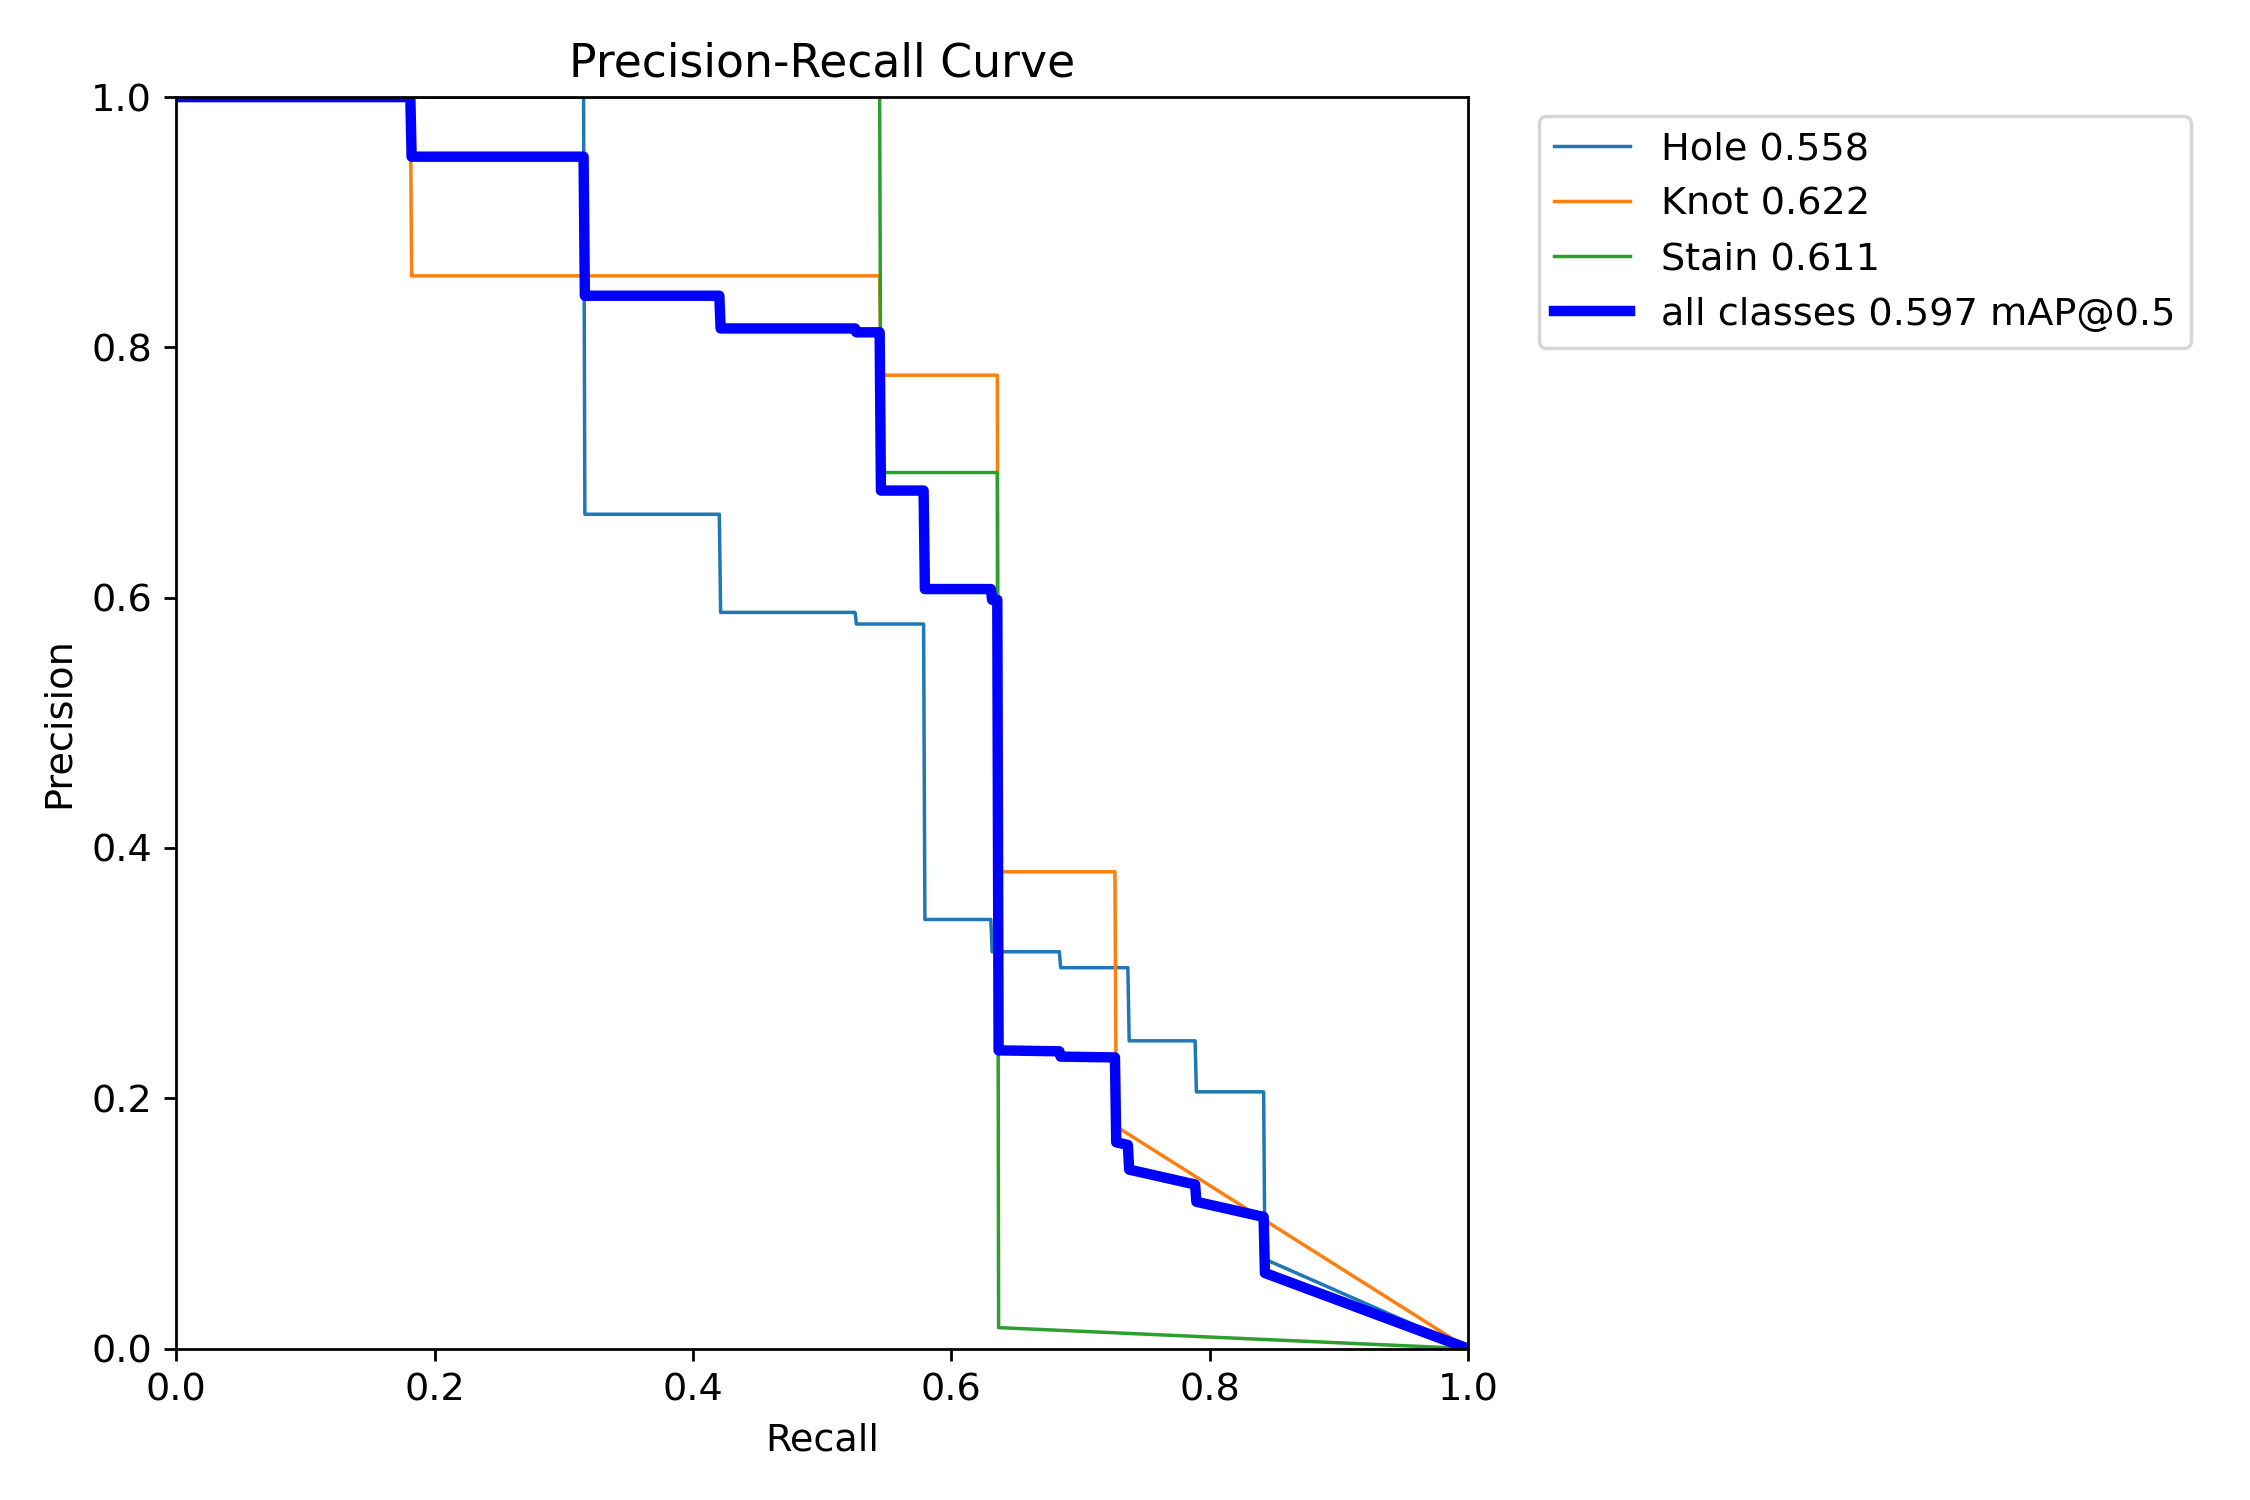 Precision-Recall Curve
1.0
0.8
0.6
0.4
0.2
0.0
Precision
0.0 0.2 0.4 0.6 0.8 1.0
Recall
Hole 0.558
Knot 0.622
Stain 0.611
all classes 0.597 mAP@0.5